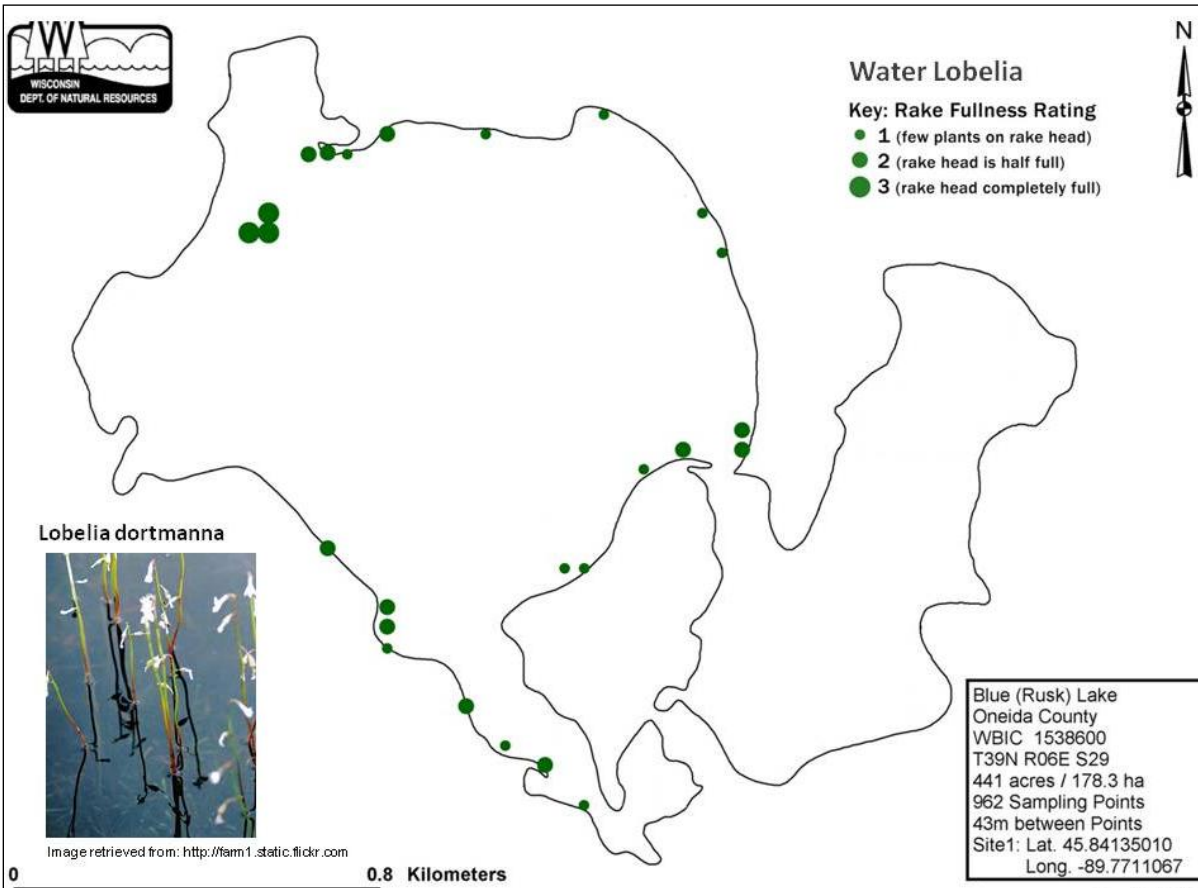 W
WISCONSIN
DEPT. OF NATURAL RESOURCES
N
Water Lobelia
Key: Rake Fullness Rating
1 (few plants on rake head)
2 (rake head is half full)
3 (rake head completely full)
Lobelia dortmanna
Image retrieved from: http://farm1.static.flickr.com
0 0.8 Kilometers
Blue (Rusk) Lake
Oneida County
WBIC 1538600
T39N R06E S29
441 acres / 178.3 ha
962 Sampling Points
43m between Points
Site1: Lat. 45.84135010
Long. -89.7711067